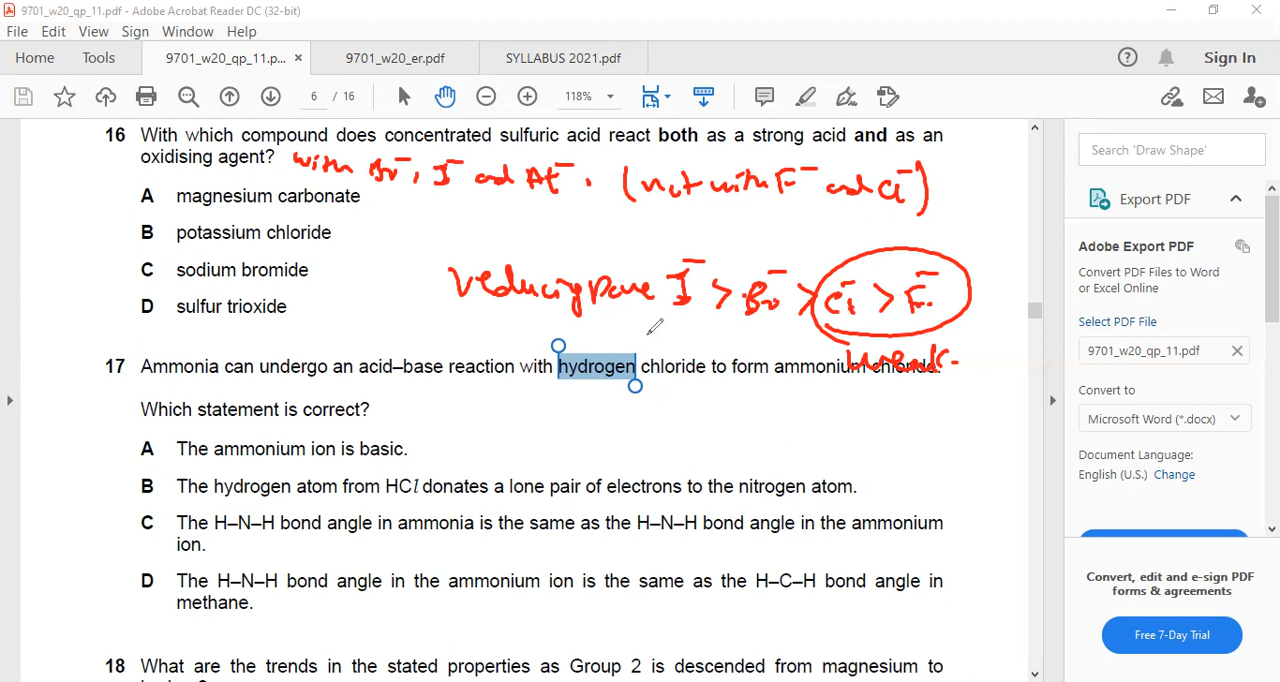 9701_w20_qp_11.pdf - Adobe Acrobat Reader DC (32-bit)
File Edit View Sign Window Help
Home Tools 9701_w20_qp_11.p... × 9701_w20_er.pdf SYLLABUS 2021.pdf Sign In
6 / 16 118%
16 With which compound does concentrated sulfuric acid react both as a strong acid and as an
oxidising agent? with Br⁻, I⁻ and At⁻. (not with F⁻ and Cl⁻)
A magnesium carbonate
B potassium chloride
C sodium bromide
D sulfur trioxide
reducing I⁻ > Br⁻ > Cl⁻ > F⁻.
weak.
17 Ammonia can undergo an acid–base reaction with hydrogen chloride to form ammonium chloride.
Which statement is correct?
A The ammonium ion is basic.
B The hydrogen atom from HCl donates a lone pair of electrons to the nitrogen atom.
C The H–N–H bond angle in ammonia is the same as the H–N–H bond angle in the ammonium
ion.
D The H–N–H bond angle in the ammonium ion is the same as the H–C–H bond angle in
methane.
18 What are the trends in the stated properties as Group 2 is descended from magnesium to
Search 'Draw Shape'
Export PDF
Adobe Export PDF
Convert PDF Files to Word
or Excel Online
Select PDF File
9701_w20_qp_11.pdf ×
Convert to
Microsoft Word (*.docx)
Document Language:
English (U.S.) Change
Convert, edit and e-sign PDF
forms & agreements
Free 7-Day Trial